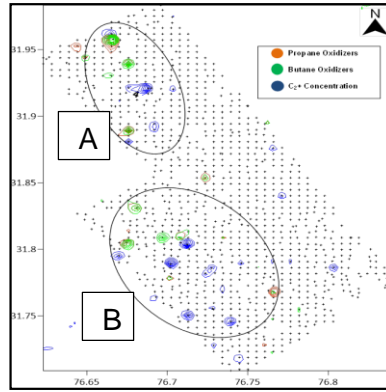 N
Propane Oxidizers
Butane Oxidizers
C₂+ Concentration
31.95
31.9
31.85
31.8
31.75
A
B
76.65 76.7 76.75 76.8